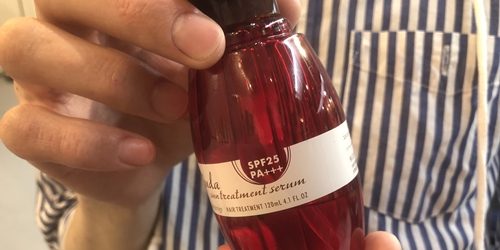 SPF25
PA+++
treatment serum
HAIR TREATMENT 120mL 4.1 FL OZ